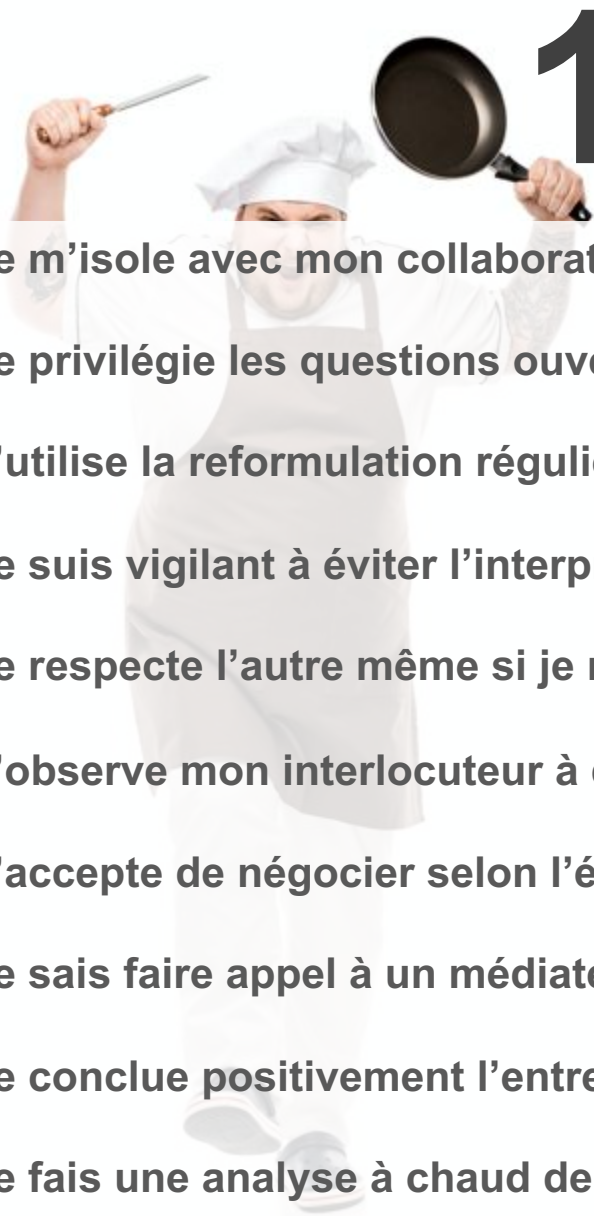 1
e m’isole avec mon collaborat
e privilégie les questions ouve
’utilise la reformulation réguli
e suis vigilant à éviter l’interp
e respecte l’autre même si je
’observe mon interlocuteur à
’accepte de négocier selon l’é
e sais faire appel à un médiate
e conclue positivement l’entre
e fais une analyse à chaud de